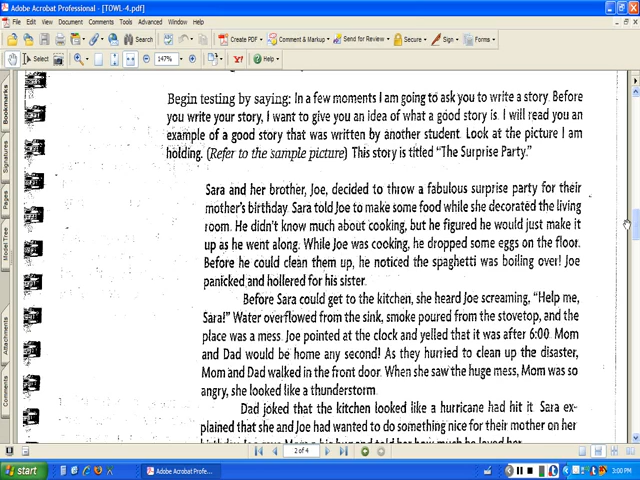 Adobe Acrobat Professional - [TOWL-4.pdf]
File Edit View Document Comments Tools Advanced Window Help
Search Create PDF Comment & Markup Send for Review Secure Sign Forms
Select 147% Help
Bookmarks
Signatures
Pages
Model Tree
Attachments
Comments
Begin testing by saying: In a few moments I am going to ask you to write a story. Before
you write your story, I want to give you an idea of what a good story is. I will read you an
example of a good story that was written by another student. Look at the picture I am
holding. (Refer to the sample picture) This story is titled “The Surprise Party.”
Sara and her brother, Joe, decided to throw a fabulous surprise party for their
mother's birthday. Sara told Joe to make some food while she decorated the living
room. He didn't know much about cooking, but he figured he would just make it
up as he went along. While Joe was cooking, he dropped some eggs on the floor.
Before he could clean them up, he noticed the spaghetti was boiling over! Joe
panicked and hollered for his sister.
Before Sara could get to the kitchen, she heard Joe screaming, “Help me,
Sara!” Water overflowed from the sink, smoke poured from the stovetop, and the
place was a mess. Joe pointed at the clock and yelled that it was after 6:00. Mom
and Dad would be home any second! As they hurried to clean up the disaster,
Mom and Dad walked in the front door. When she saw the huge mess, Mom was so
angry, she looked like a thunderstorm.
Dad joked that the kitchen looked like a hurricane had hit it. Sara ex-
plained that she and Joe had wanted to do something nice for their mother on her
birthday. Joe gave Mom a big hug and told her how much he loved her.
2 of 4
start Adobe Acrobat Profe... 3:00 PM